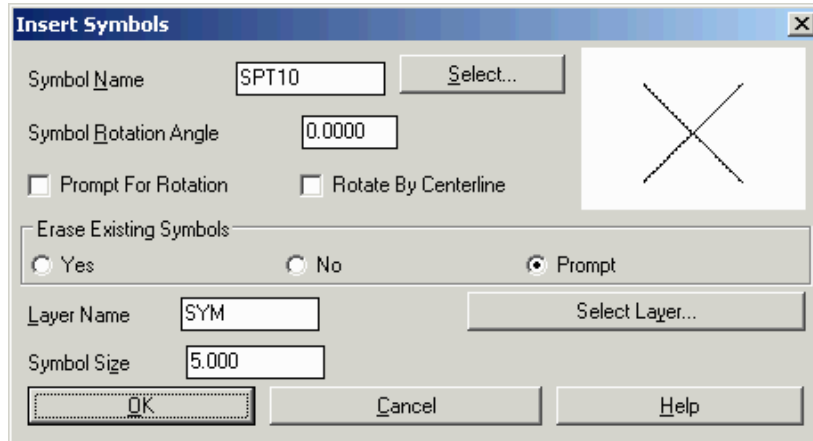 Insert Symbols
Symbol Name SPT10 Select...
Symbol Rotation Angle 0.0000
Prompt For Rotation Rotate By Centerline
Erase Existing Symbols
Yes No Prompt
Layer Name SYM Select Layer...
Symbol Size 5.000
OK Cancel Help